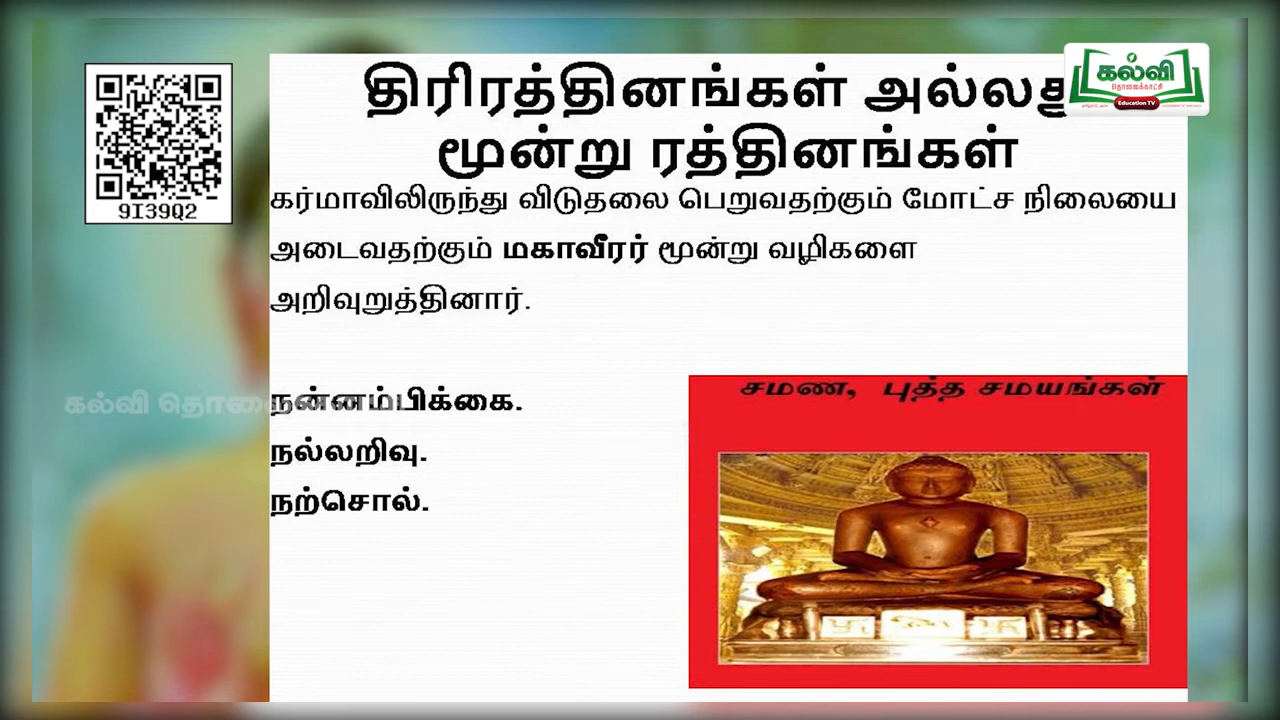 திரிரத்தினங்கள் அல்லது
மூன்று ரத்தினங்கள்
கல்வி
தொலைக்காட்சி
Education TV
9I39Q2
கர்மாவிலிருந்து விடுதலை பெறுவதற்கும் மோட்ச நிலையை
அடைவதற்கும் மகாவீரர் மூன்று வழிகளை
அறிவுறுத்தினார்.
நன்னம்பிக்கை.
நல்லறிவு.
நற்சொல்.
சமண, புத்த சமயங்கள்